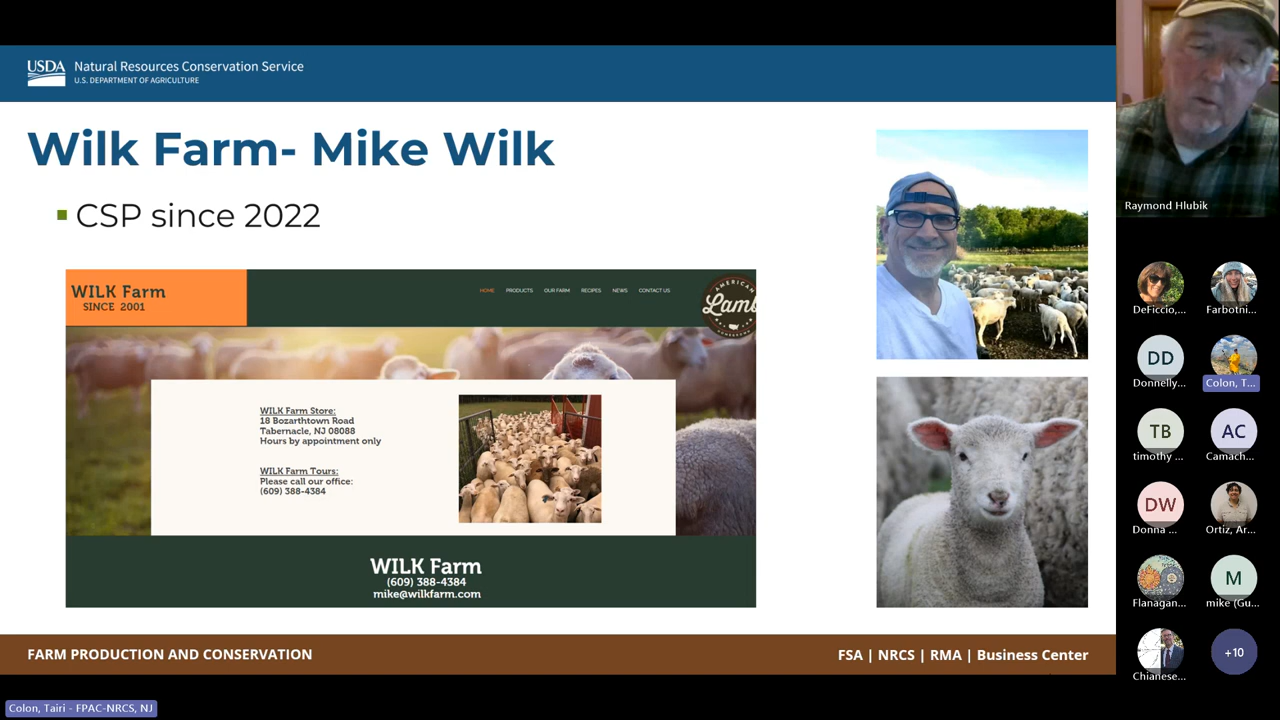 USDA Natural Resources Conservation Service
U.S. DEPARTMENT OF AGRICULTURE
Wilk Farm- Mike Wilk
CSP since 2022
WILK Farm
SINCE 2001
HOME PRODUCTS OUR FARM RECIPES NEWS CONTACT US
AMERICAN
Lamb
WILK Farm Store:
18 Bozarthtown Road
Tabernacle, NJ 08088
Hours by appointment only
WILK Farm Tours:
Please call our office:
(609) 388-4384
WILK Farm
(609) 388-4384
mike@wilkfarm.com
FARM PRODUCTION AND CONSERVATION
FSA | NRCS | RMA | Business Center
Colon, Tairi - FPAC-NRCS, NJ
Raymond Hlubik
DeFiccio,...
Farbotni...
DD
Donnelly...
Colon, T...
TB
timothy ...
AC
Camach...
DW
Donna ...
Ortiz, Ar...
Flanagan...
M
mike (Gu...
Chianese...
+10